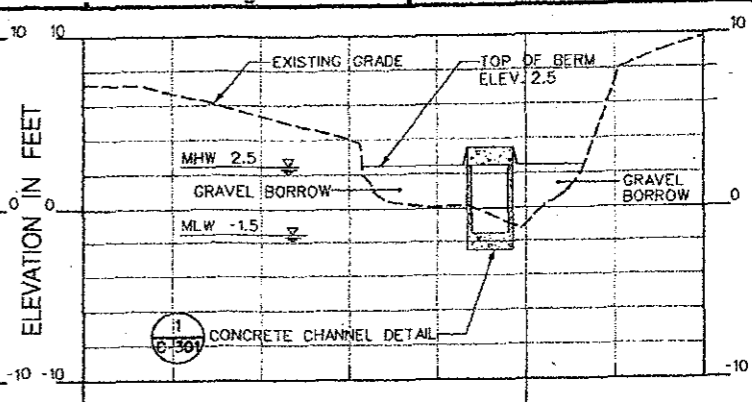 10 10
10
EXISTING GRADE
TOP OF BERM
ELEV. 2.5
MHW 2.5
GRAVEL BORROW
GRAVEL
BORROW
0 0
0
MLW -1.5
ELEVATION IN FEET
1
C-301
CONCRETE CHANNEL DETAIL
-10 -10
-10